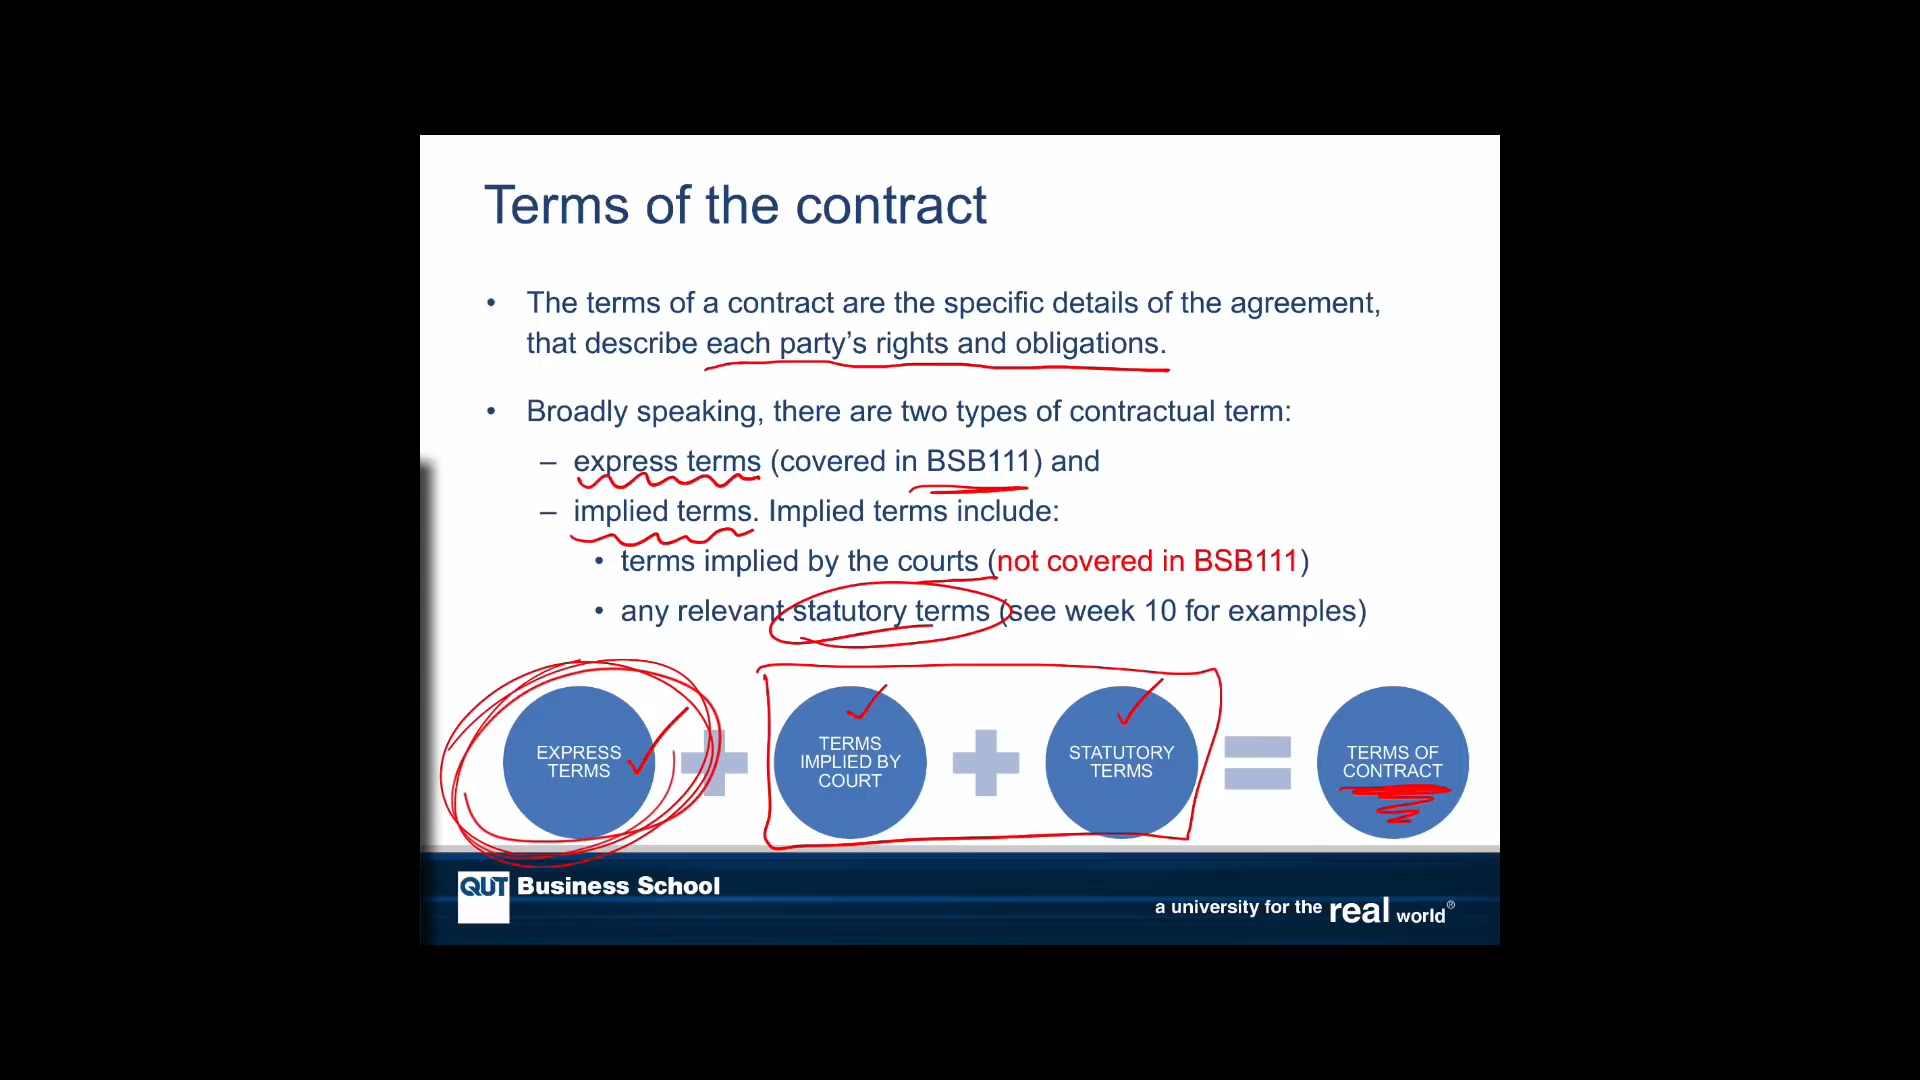 Terms of the contract
• The terms of a contract are the specific details of the agreement,
that describe each party’s rights and obligations.
• Broadly speaking, there are two types of contractual term:
– express terms (covered in BSB111) and
– implied terms. Implied terms include:
• terms implied by the courts (not covered in BSB111)
• any relevant statutory terms (see week 10 for examples)
EXPRESS
TERMS
TERMS
IMPLIED BY
COURT
STATUTORY
TERMS
TERMS OF
CONTRACT
QUT Business School
a university for the real world®